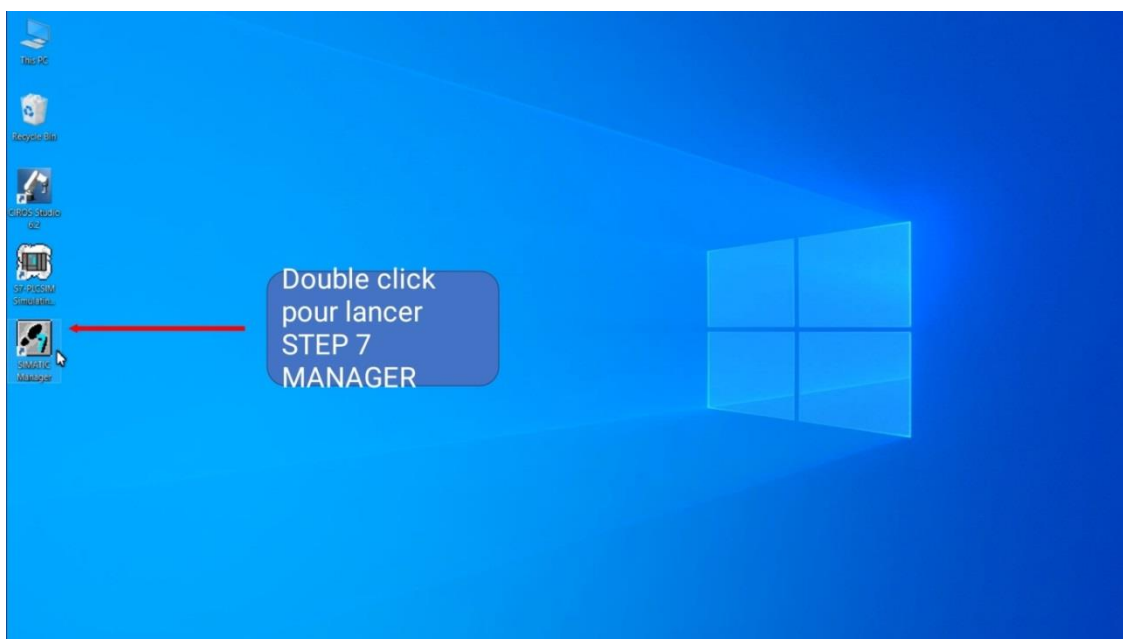 This PC
Recycle Bin
CIROS Studio
6.2
S7-PLCSIM
Simulatin...
SIMATIC
Manager
Double click
pour lancer
STEP 7
MANAGER